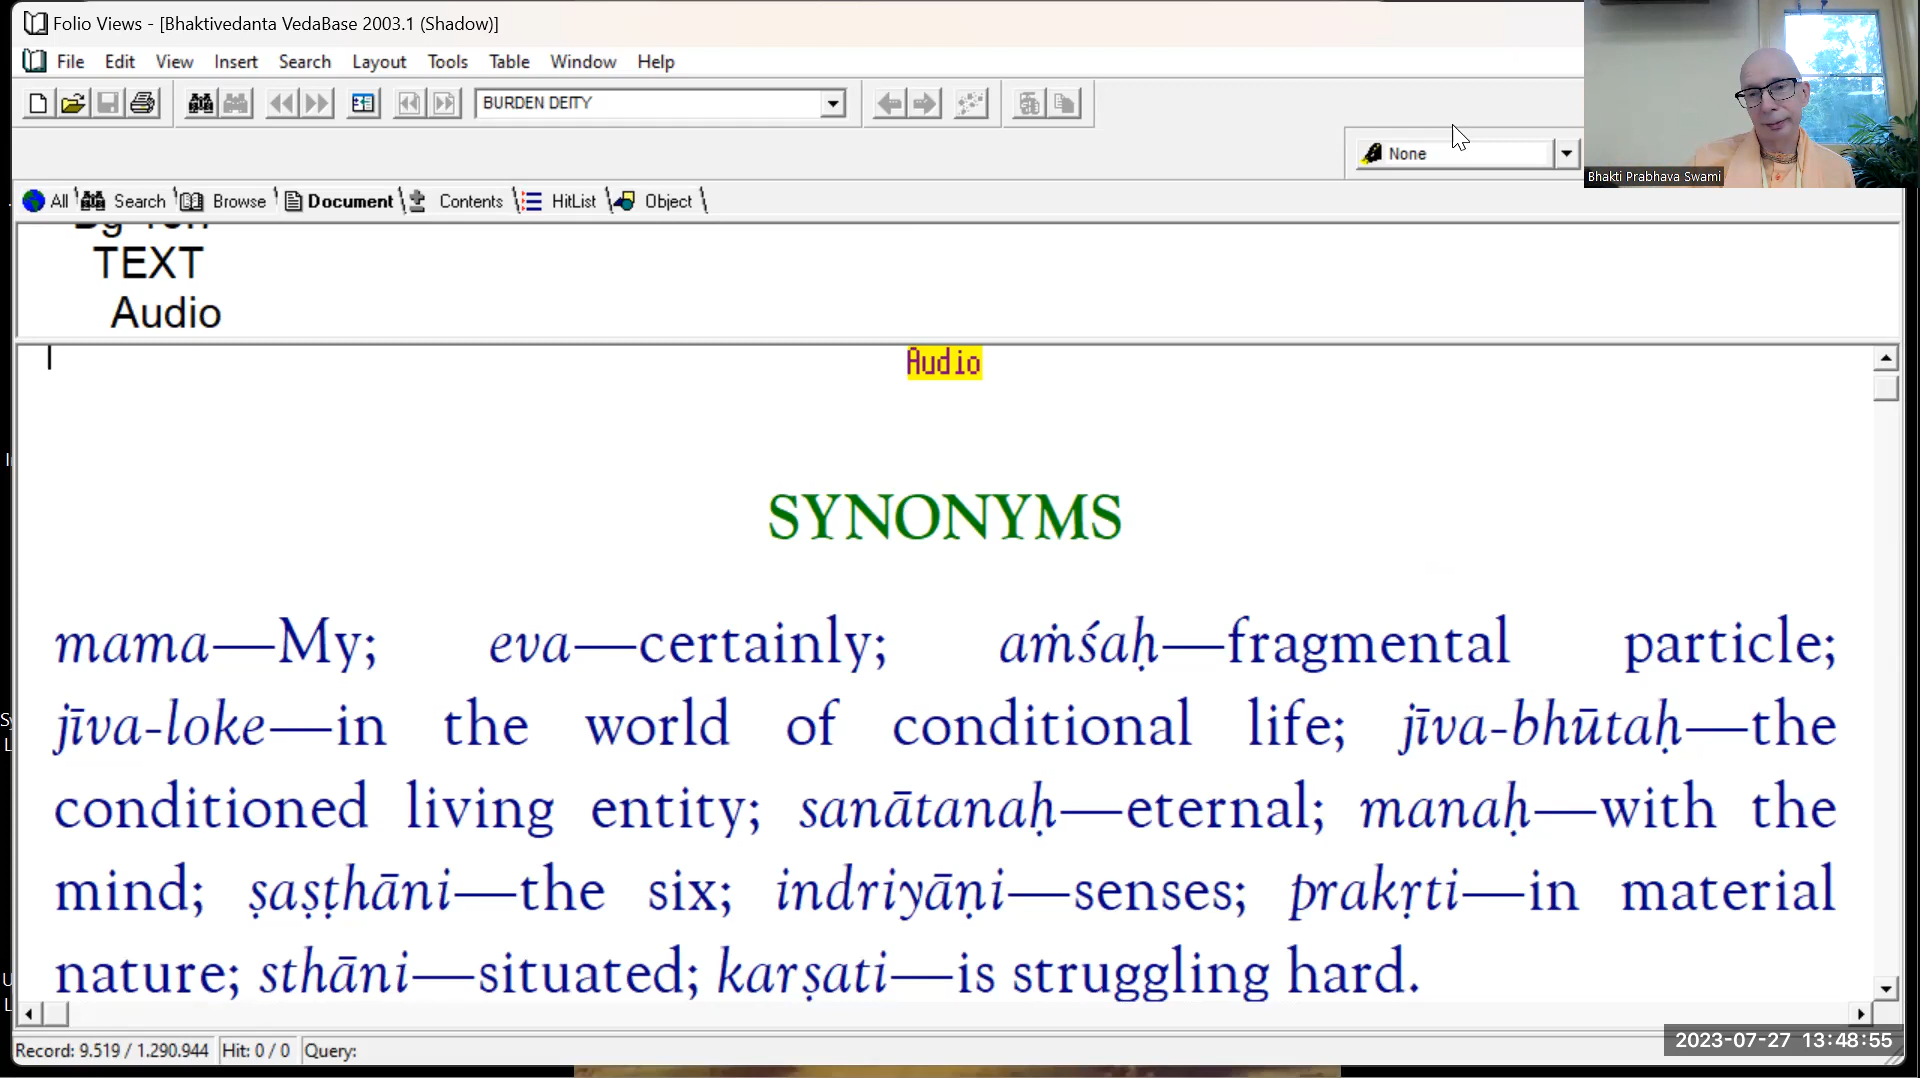 Folio Views - [Bhaktivedanta VedaBase 2003.1 (Shadow)]
File Edit View Insert Search Layout Tools Table Window Help
BURDEN DEITY
None
Bhakti Prabhava Swami
All Search Browse Document Contents HitList Object
TEXT
Audio
Audio
SYNONYMS
mama—My; eva—certainly; aṁśaḥ—fragmental particle;
jīva-loke—in the world of conditional life; jīva-bhūtaḥ—the
conditioned living entity; sanātanaḥ—eternal; manaḥ—with the
mind; ṣaṣṭhāni—the six; indriyāṇi—senses; prakṛti—in material
nature; sthāni—situated; karṣati—is struggling hard.
Record: 9.519 / 1.290.944 Hit: 0 / 0 Query:
2023-07-27 13:48:55